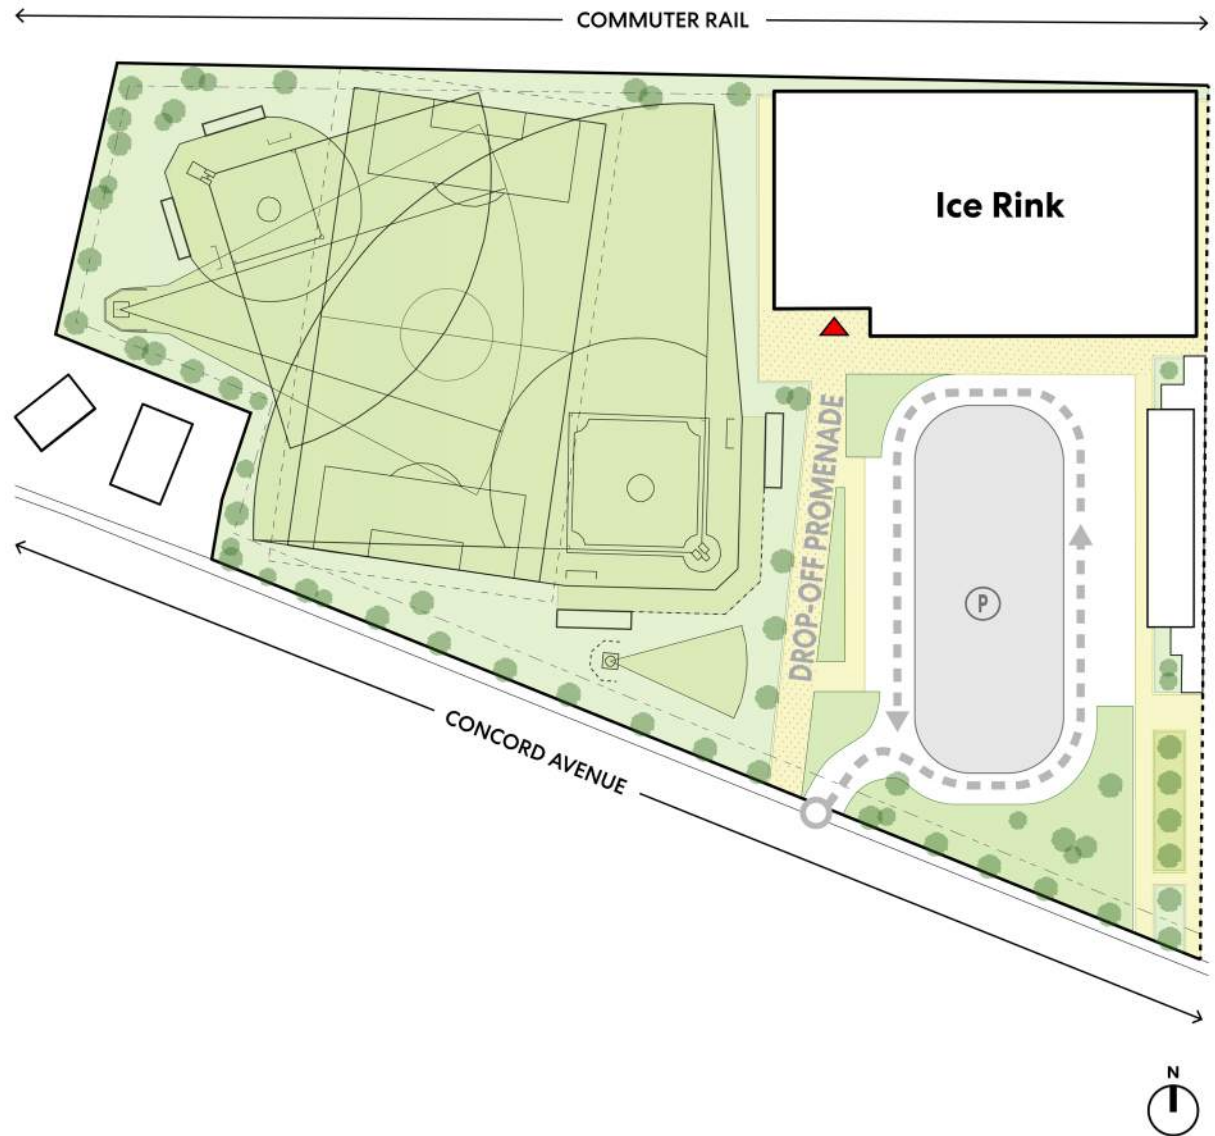 COMMUTER RAIL
Ice Rink
DROP-OFF PROMENADE
P
CONCORD AVENUE
N